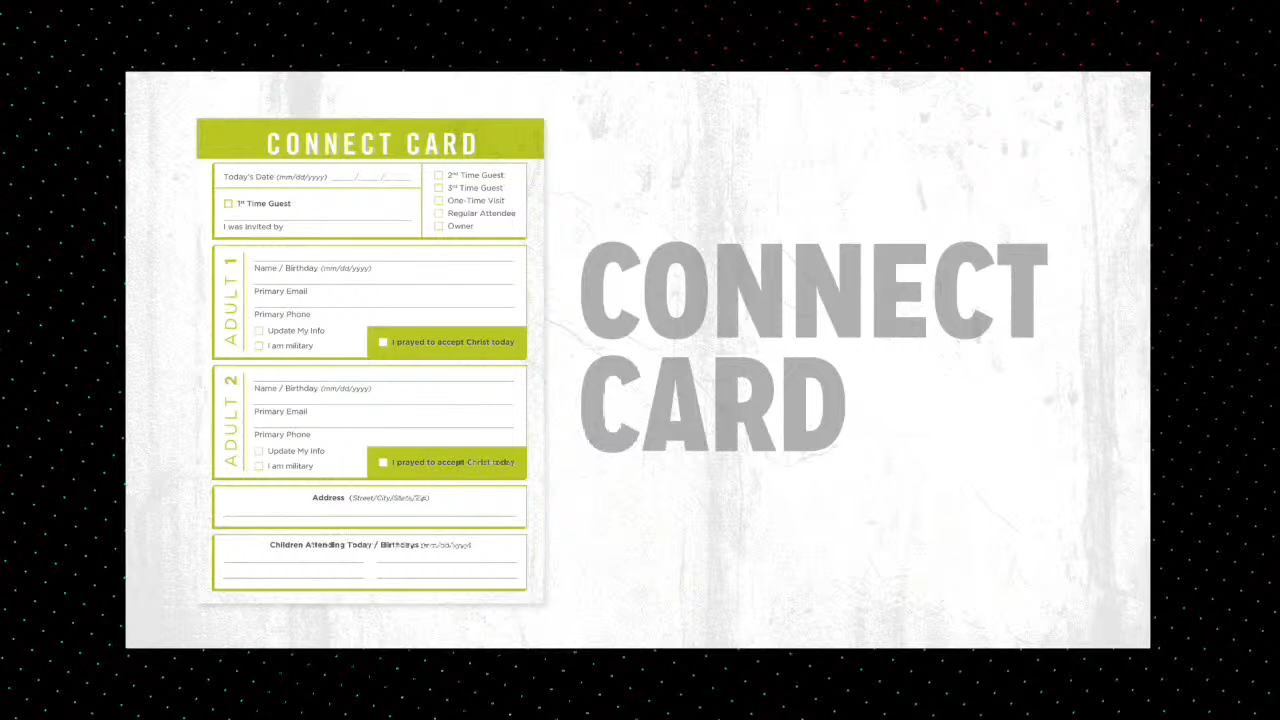 CONNECT CARD
Today's Date (mm/dd/yyyy) ____/____/____
1st Time Guest
I was invited by
2nd Time Guest
3rd Time Guest
One-Time Visit
Regular Attendee
Owner
ADULT 1
Name / Birthday (mm/dd/yyyy)
Primary Email
Primary Phone
Update My Info
I am military
I prayed to accept Christ today
ADULT 2
Name / Birthday (mm/dd/yyyy)
Primary Email
Primary Phone
Update My Info
I am military
I prayed to accept Christ today
Address (Street/City/State/Zip)
Children Attending Today / Birthdays (mm/dd/yyyy)
CONNECT
CARD